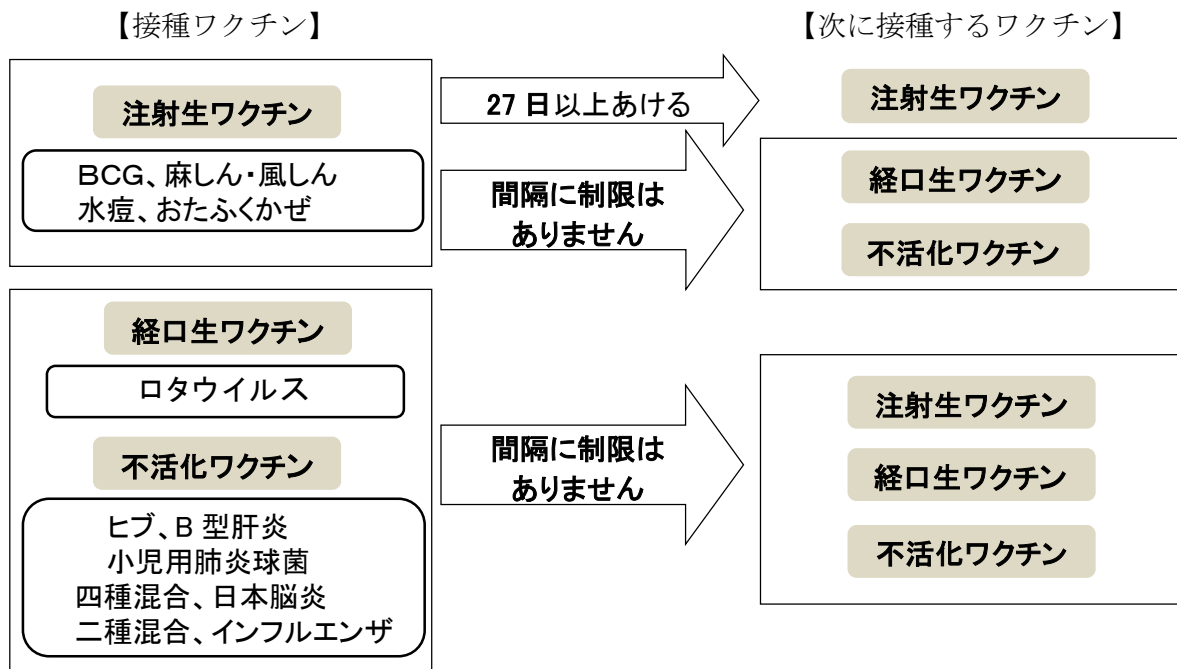 【接種ワクチン】
【次に接種するワクチン】
注射生ワクチン
BCG、麻しん・風しん
水痘、おたふくかぜ
27 日以上あける
注射生ワクチン
間隔に制限は
ありません
経口生ワクチン
不活化ワクチン
経口生ワクチン
ロタウイルス
不活化ワクチン
ヒブ、B 型肝炎
小児用肺炎球菌
四種混合、日本脳炎
二種混合、インフルエンザ
間隔に制限は
ありません
注射生ワクチン
経口生ワクチン
不活化ワクチン